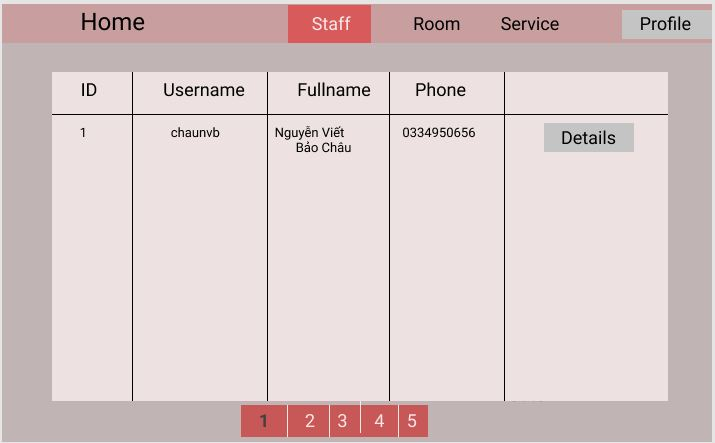 Home Staff Room Service Profile
ID Username Fullname Phone
1 chaunvb Nguyễn Viết 0334950656 Details
Bảo Châu
1 2 3 4 5